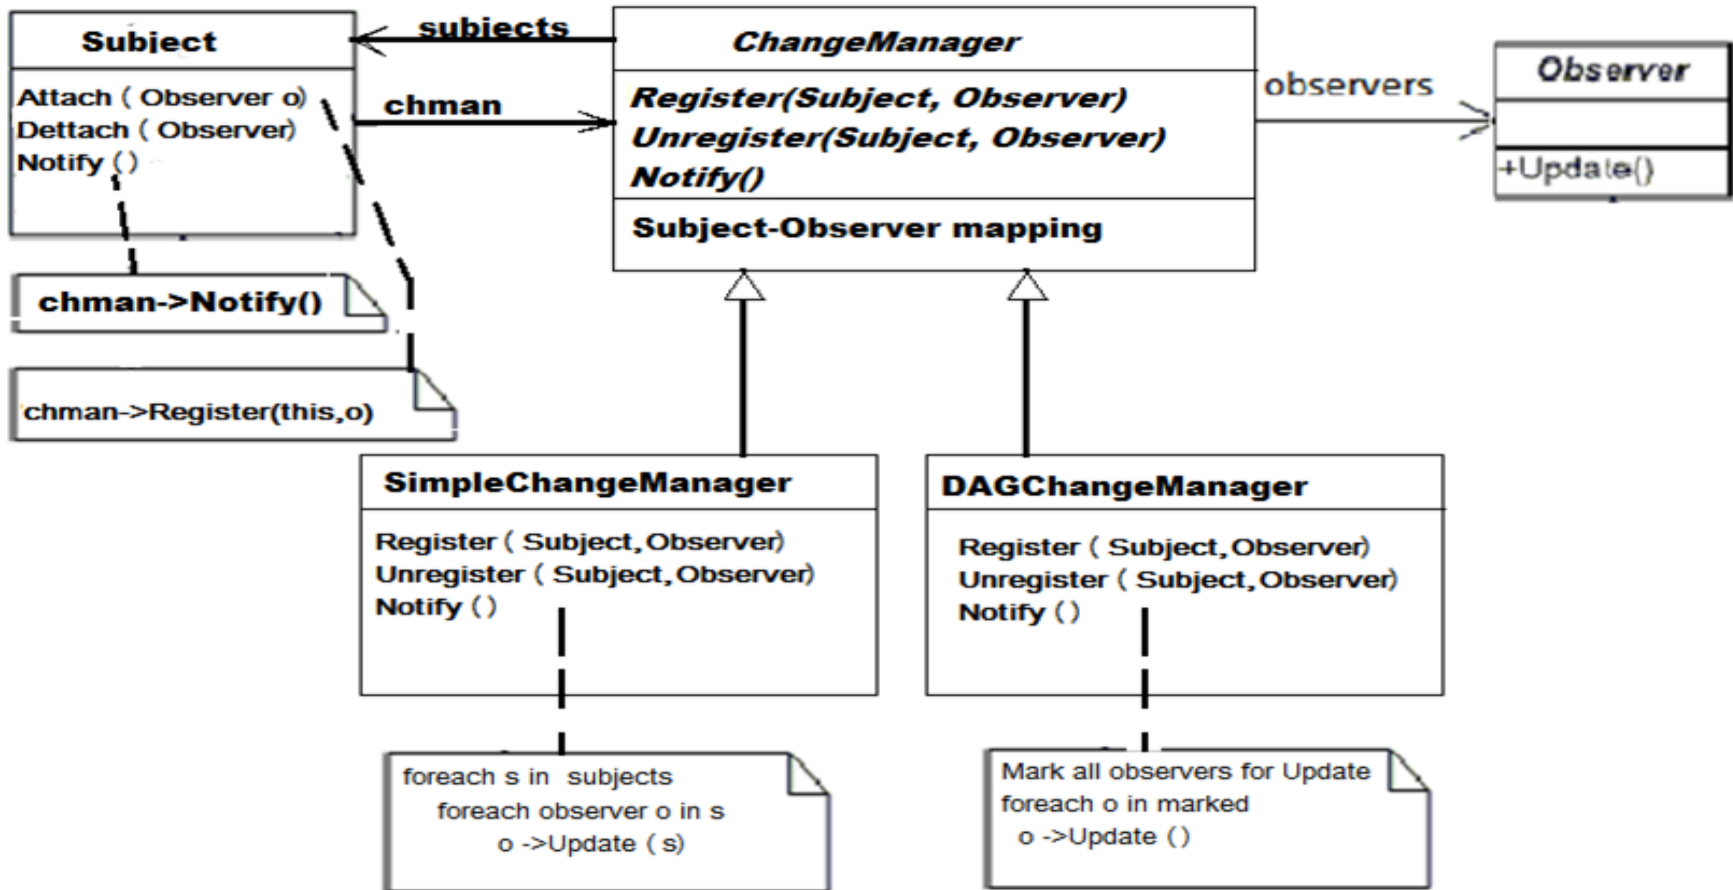 Subject
Attach ( Observer o)
Dettach ( Observer)
Notify ()
subjects
chman
ChangeManager
Register(Subject, Observer)
Unregister(Subject, Observer)
Notify()
Subject-Observer mapping
observers
Observer
+Update()
chman->Notify()
chman->Register(this,o)
SimpleChangeManager
Register ( Subject,Observer)
Unregister ( Subject,Observer)
Notify ()
DAGChangeManager
Register ( Subject,Observer)
Unregister ( Subject,Observer)
Notify ()
foreach s in subjects
foreach observer o in s
o ->Update ( s)
Mark all observers for Update
foreach o in marked
o ->Update ()